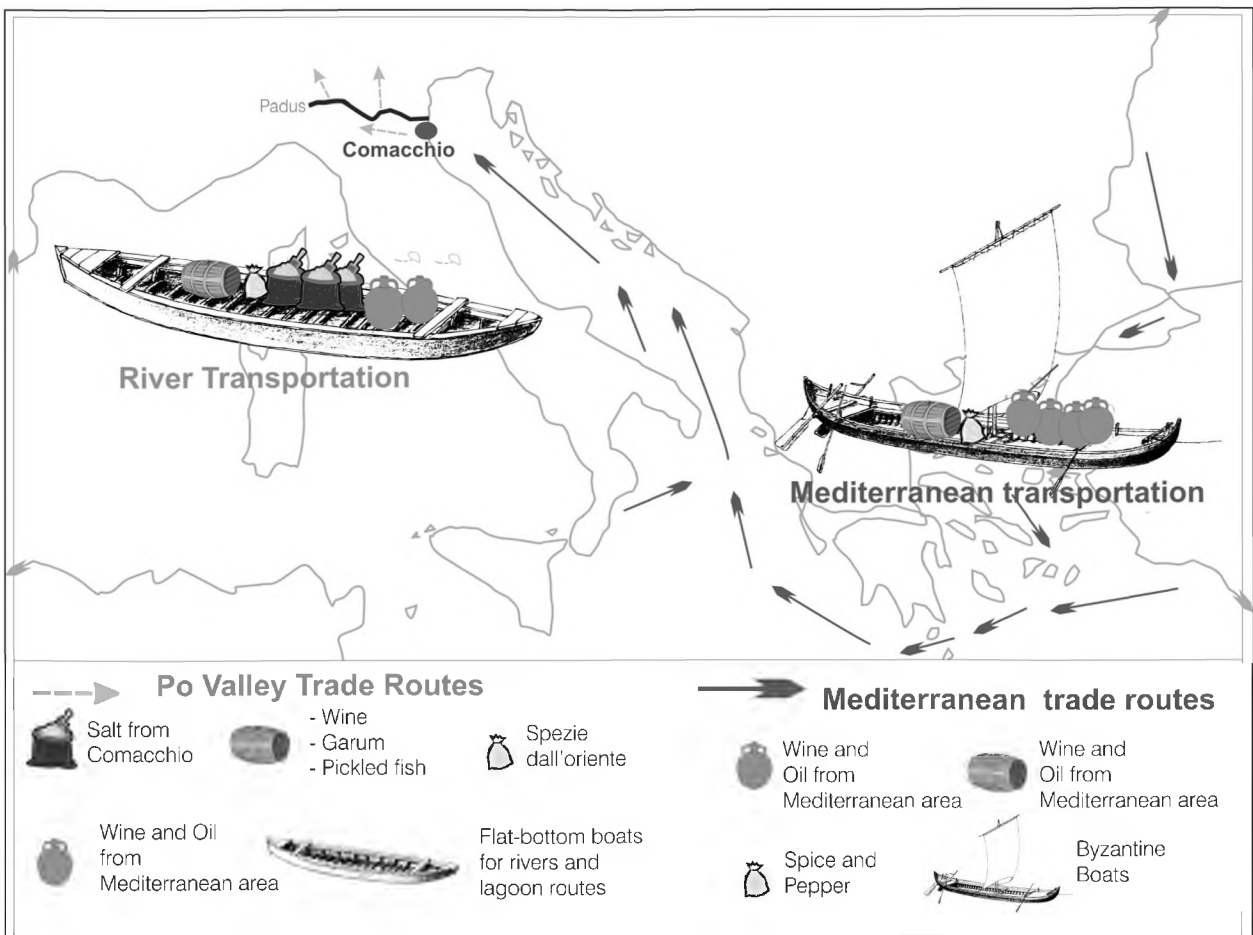 Padus
Comacchio
River Transportation
Mediterranean transportation
Po Valley Trade Routes
Salt from
Comacchio
- Wine
- Garum
- Pickled fish
Spezie
dall'oriente
Wine and Oil
from
Mediterranean area
Flat-bottom boats
for rivers and
lagoon routes
Mediterranean trade routes
Wine and
Oil from
Mediterranean area
Wine and
Oil from
Mediterranean area
Spice and
Pepper
Byzantine
Boats